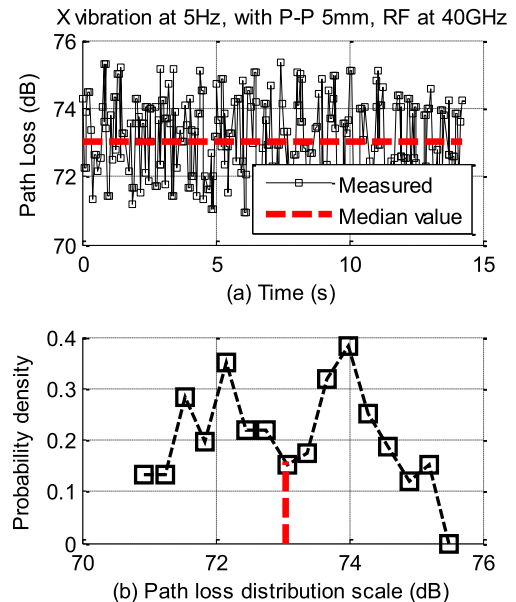 X vibration at 5Hz, with P-P 5mm, RF at 40GHz
76
74
72
70
Path Loss (dB)
Measured
Median value
0
5
10
15
(a) Time (s)
0.4
0.3
0.2
0.1
0
Probability density
70
72
74
76
(b) Path loss distribution scale (dB)